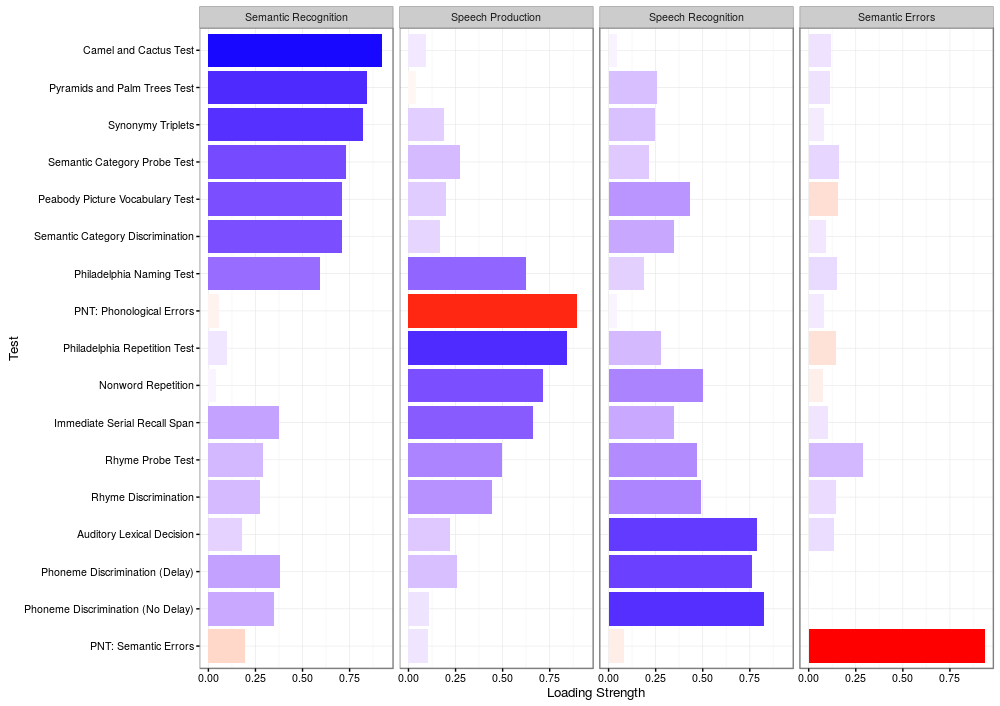 Semantic Recognition Speech Production Speech Recognition Semantic Errors
Camel and Cactus Test
Pyramids and Palm Trees Test
Synonymy Triplets
Semantic Category Probe Test
Peabody Picture Vocabulary Test
Semantic Category Discrimination
Philadelphia Naming Test
PNT: Phonological Errors
Philadelphia Repetition Test
Nonword Repetition
Immediate Serial Recall Span
Rhyme Probe Test
Rhyme Discrimination
Auditory Lexical Decision
Phoneme Discrimination (Delay)
Phoneme Discrimination (No Delay)
PNT: Semantic Errors
Test
0.00 0.25 0.50 0.75 0.00 0.25 0.50 0.75 0.00 0.25 0.50 0.75 0.00 0.25 0.50 0.75
Loading Strength